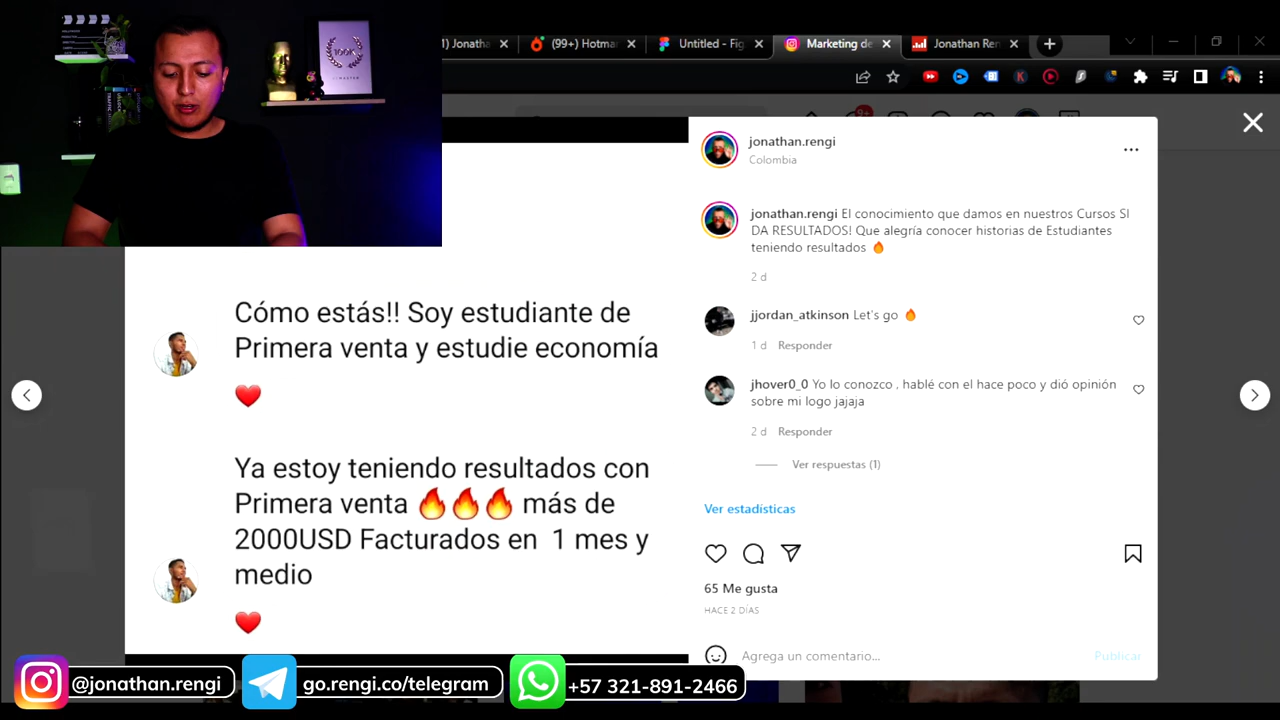 100K
1) Jonatha
(99+) Hotmar
Untitled - Fig
Marketing de
Jonathan Ren
jonathan.rengi
Colombia
jonathan.rengi El conocimiento que damos en nuestros Cursos SI
DA RESULTADOS! Que alegría conocer historias de Estudiantes
teniendo resultados 🔥
2 d
jjordan_atkinson Let's go 🔥
1 d Responder
jhover0_0 Yo lo conozco , hablé con el hace poco y dió opinión
sobre mi logo jajaja
2 d Responder
Ver respuestas (1)
Ver estadísticas
65 Me gusta
HACE 2 DÍAS
Agrega un comentario...
Publicar
Cómo estás!! Soy estudiante de
Primera venta y estudie economía
❤️
Ya estoy teniendo resultados con
Primera venta 🔥🔥🔥 más de
2000USD Facturados en 1 mes y
medio
❤️
@jonathan.rengi
go.rengi.co/telegram
+57 321-891-2466